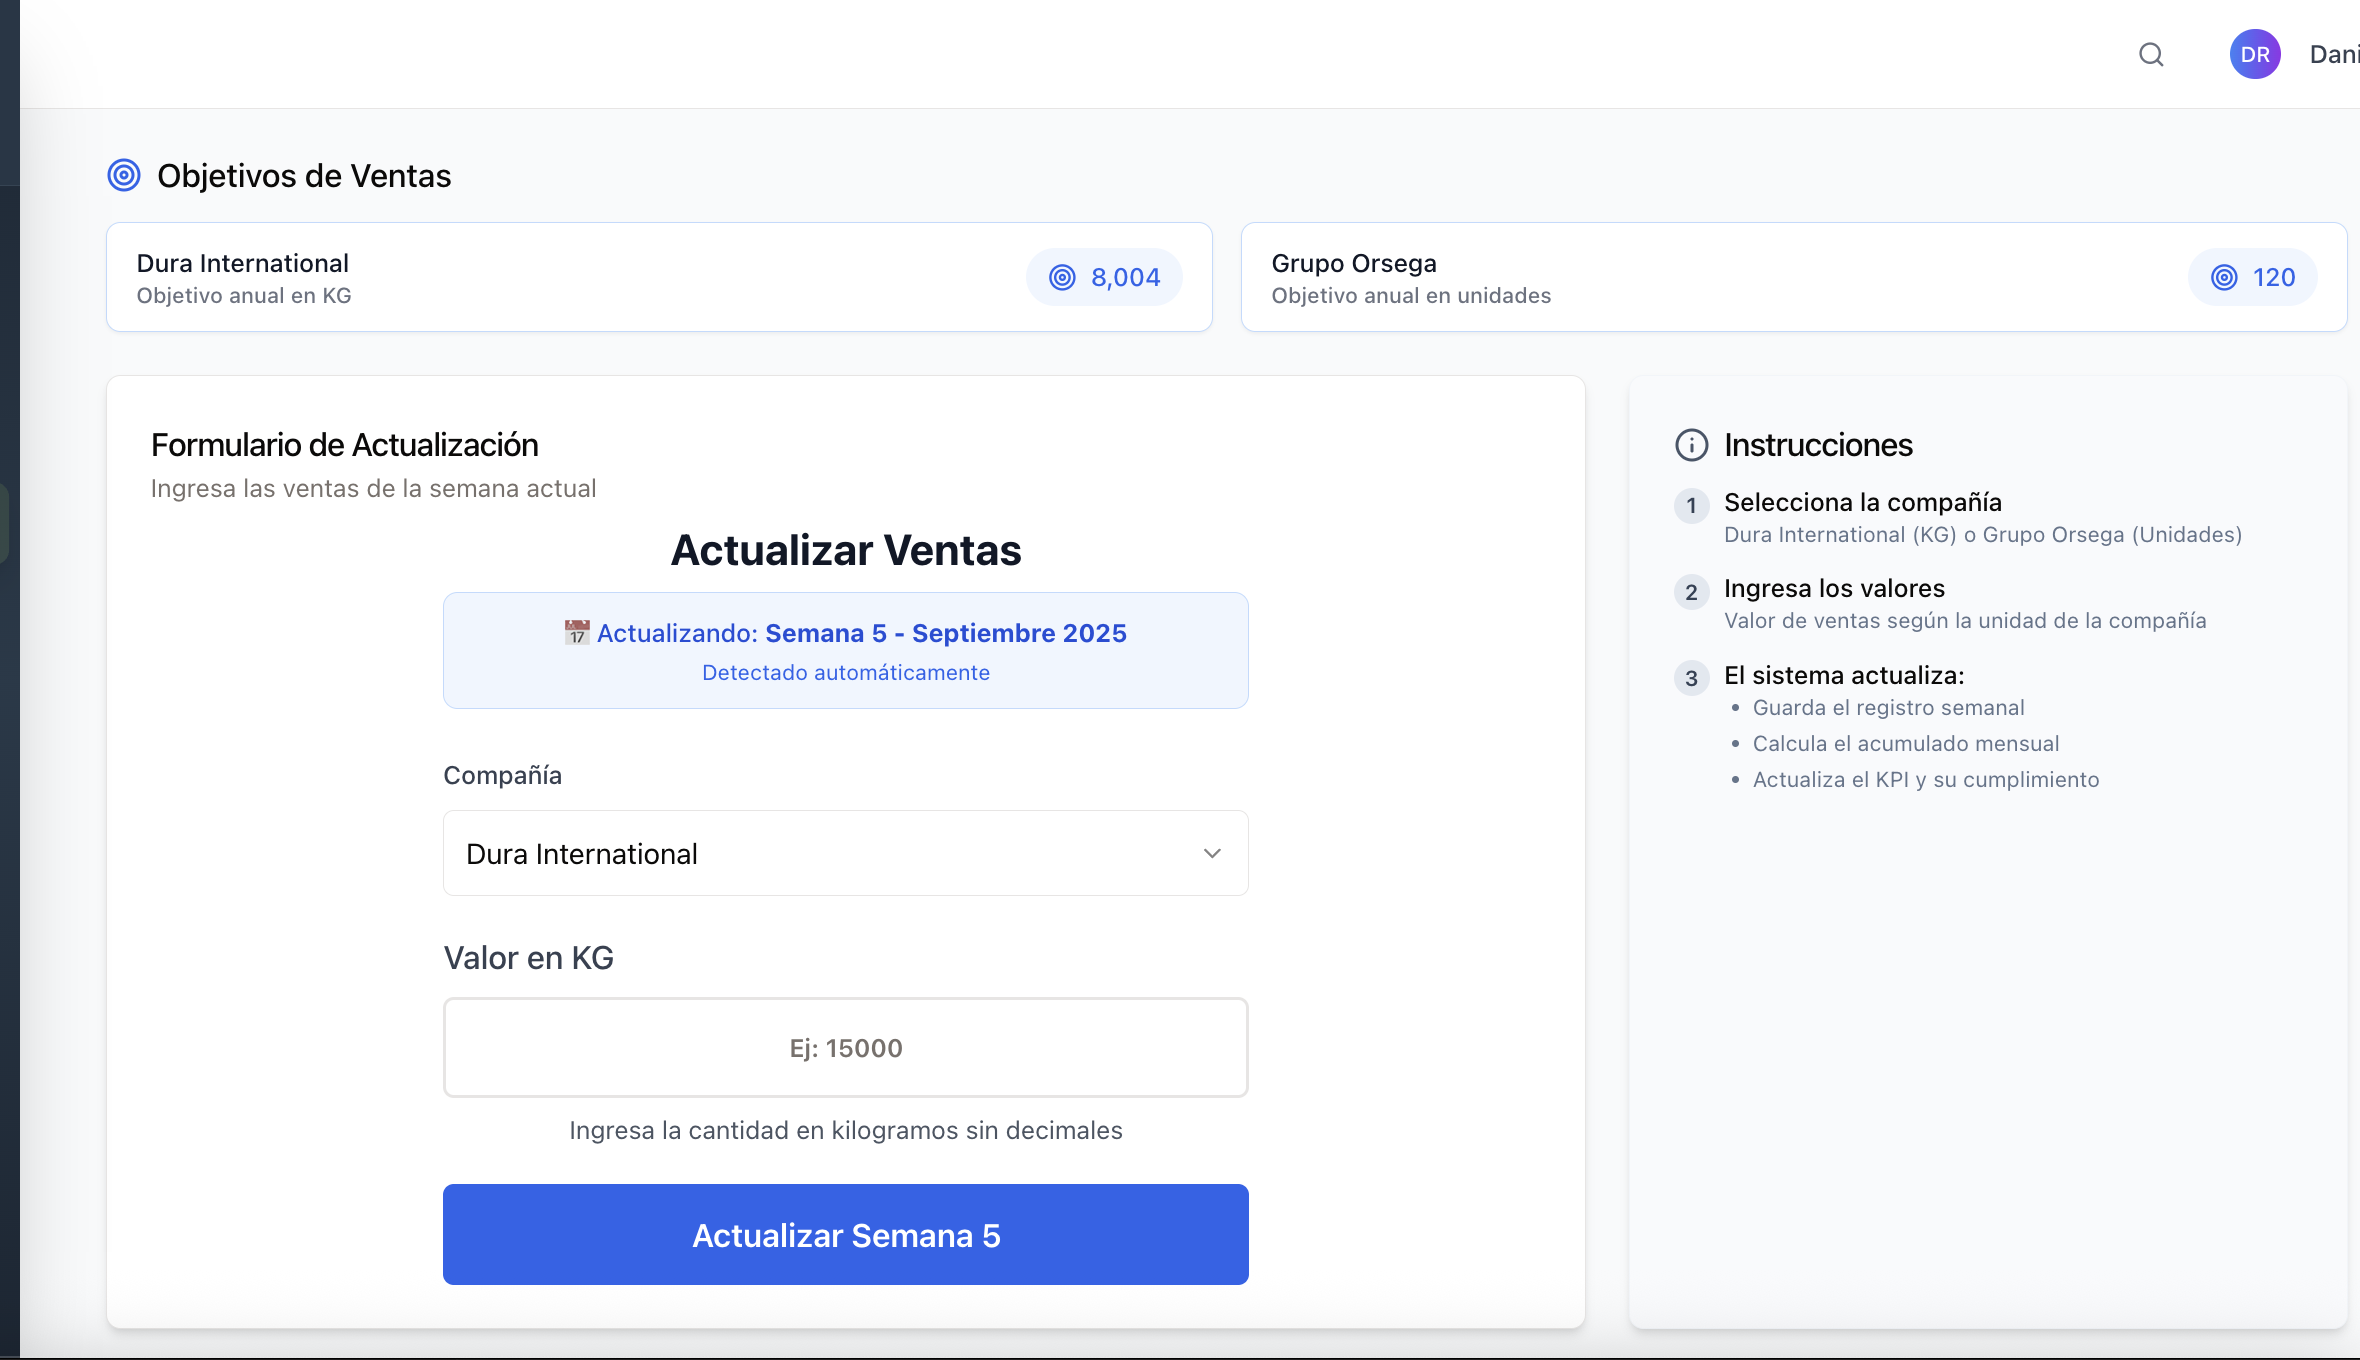 DR
Dani
Objetivos de Ventas
Dura International
Objetivo anual en KG
8,004
Grupo Orsega
Objetivo anual en unidades
120
Formulario de Actualización
Ingresa las ventas de la semana actual
Actualizar Ventas
📅 Actualizando: Semana 5 - Septiembre 2025
Detectado automáticamente
Compañía
Dura International
Valor en KG
Ej: 15000
Ingresa la cantidad en kilogramos sin decimales
Actualizar Semana 5
Instrucciones
1 Selecciona la compañía
Dura International (KG) o Grupo Orsega (Unidades)
2 Ingresa los valores
Valor de ventas según la unidad de la compañía
3 El sistema actualiza:
• Guarda el registro semanal
• Calcula el acumulado mensual
• Actualiza el KPI y su cumplimiento